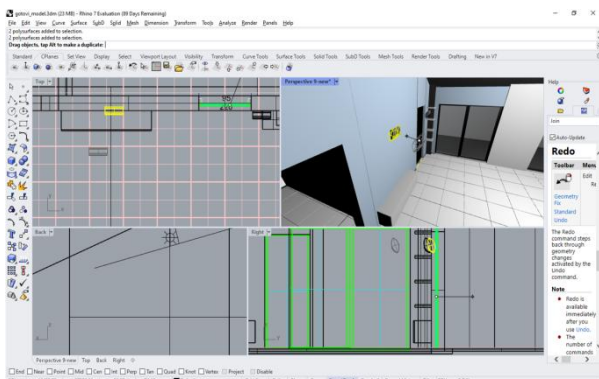 gotovi_model.3dm (23 MB) - Rhino 7 Evaluation (89 Days Remaining)
File Edit View Curve Surface SubD Solid Mesh Dimension Transform Tools Analyze Render Panels Help
2 polysurfaces added to selection.
2 polysurfaces added to selection.
Drag objects, tap Alt to make a duplicate:
Standard CPlanes Set View Display Select Viewport Layout Visibility Transform Curve Tools Surface Tools Solid Tools SubD Tools Mesh Tools Render Tools Drafting New in V7
Top
Perspective 9-new*
Help
Join
Auto-Update
Redo
Toolbar Menu
Edit
Re
Geometry
Fix
Standard
Undo
The Redo
command steps
back through
geometry
changes
activated by the
Undo
command.
Note
Redo is
available
immediately
after you
use Undo.
The
number of
commands
Back
Right
Perspective 9-new Top Back Right
End Near Point Mid Cen Int Perp Tan Quad Knot Vertex Project Disable